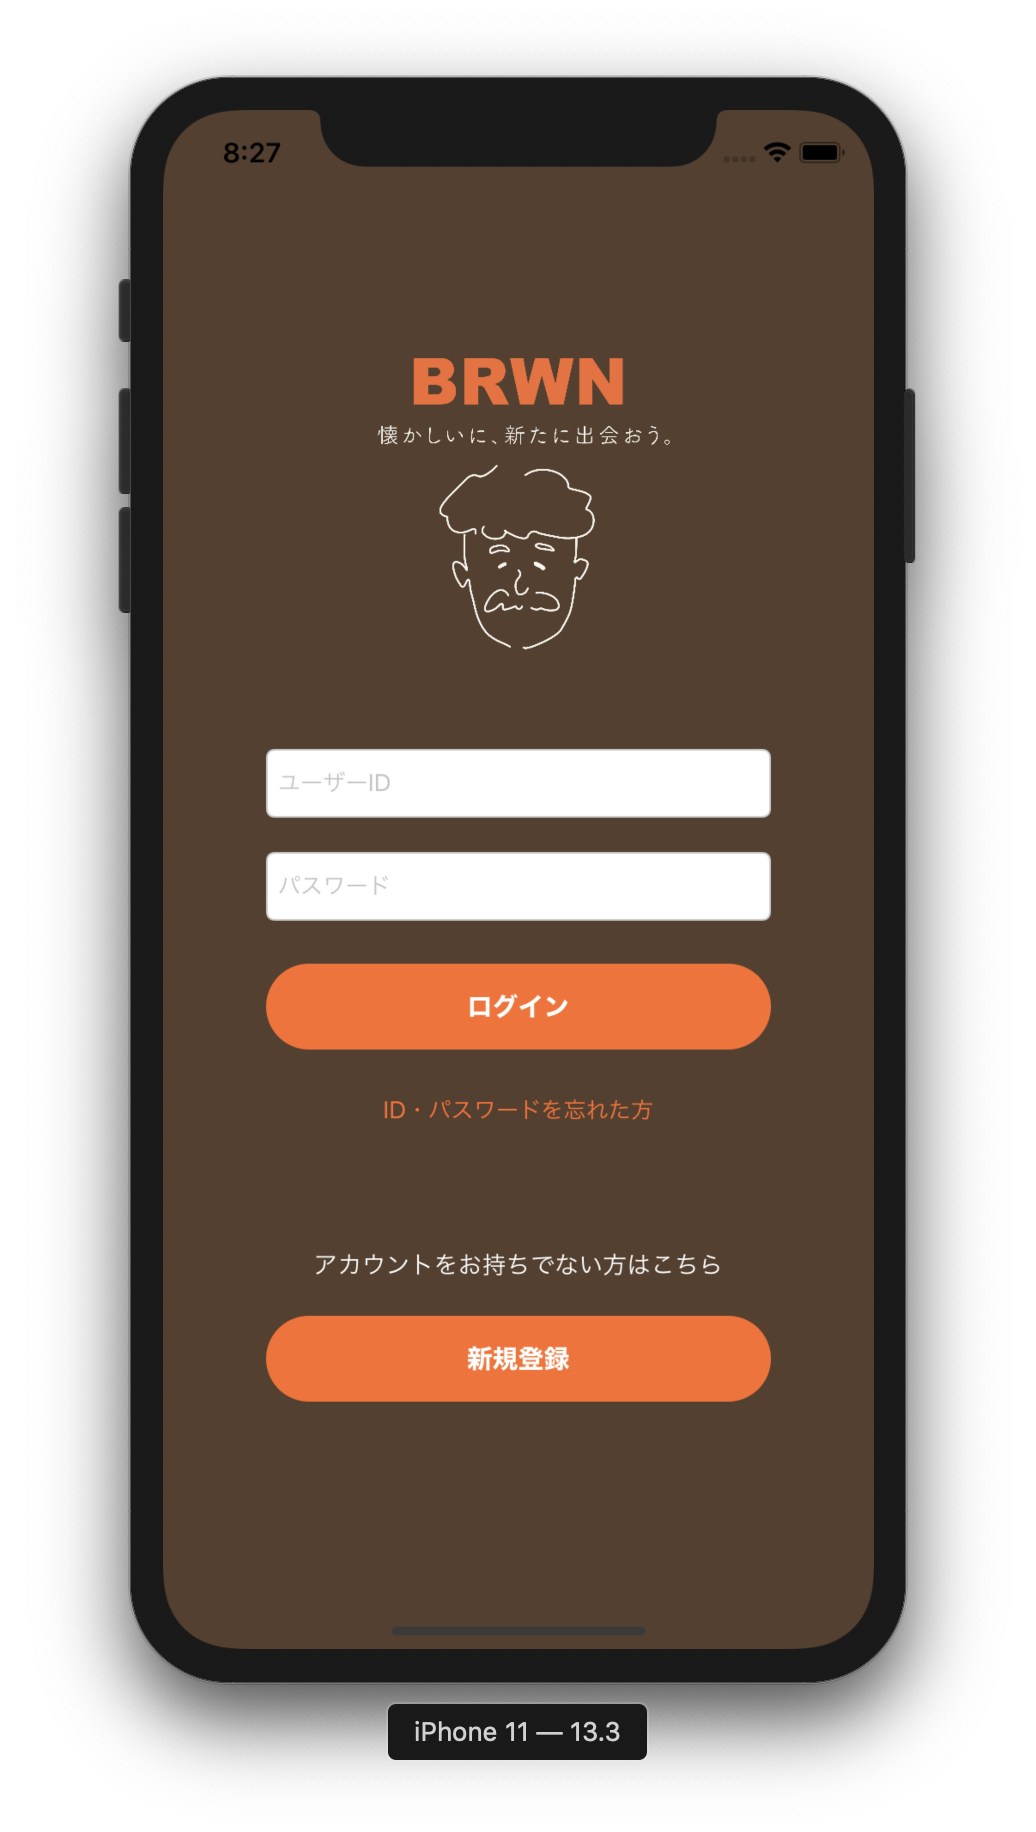 8:27
BRWN
懐かしいに、新たに出会おう。
ユーザーID
パスワード
ログイン
ID・パスワードを忘れた方
アカウントをお持ちでない方はこちら
新規登録
iPhone 11 — 13.3